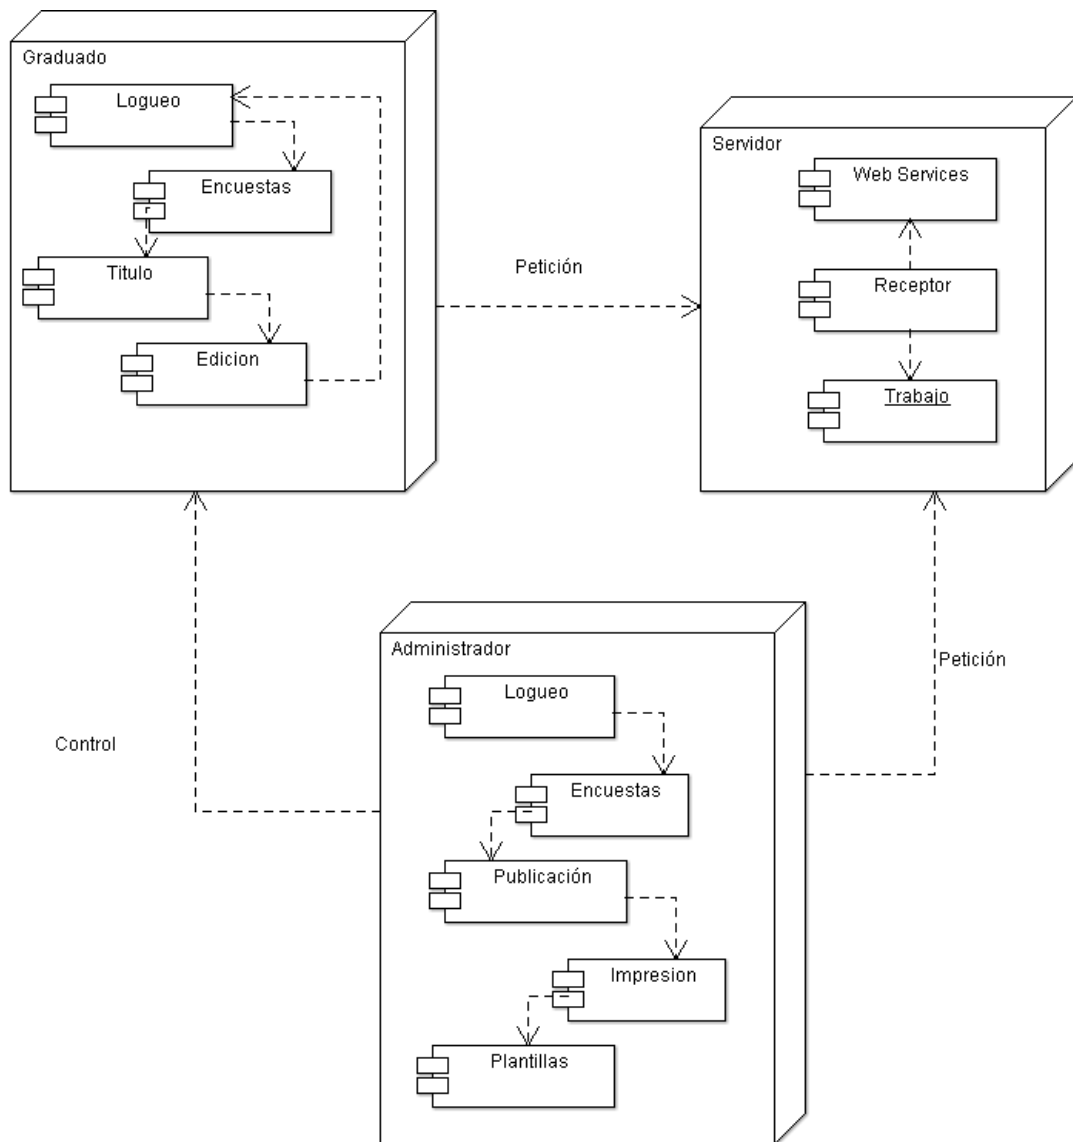 Graduado
Logueo
Encuestas
Titulo
Edicion
Petición
Servidor
Web Services
Receptor
Trabajo
Control
Petición
Administrador
Logueo
Encuestas
Publicación
Impresion
Plantillas